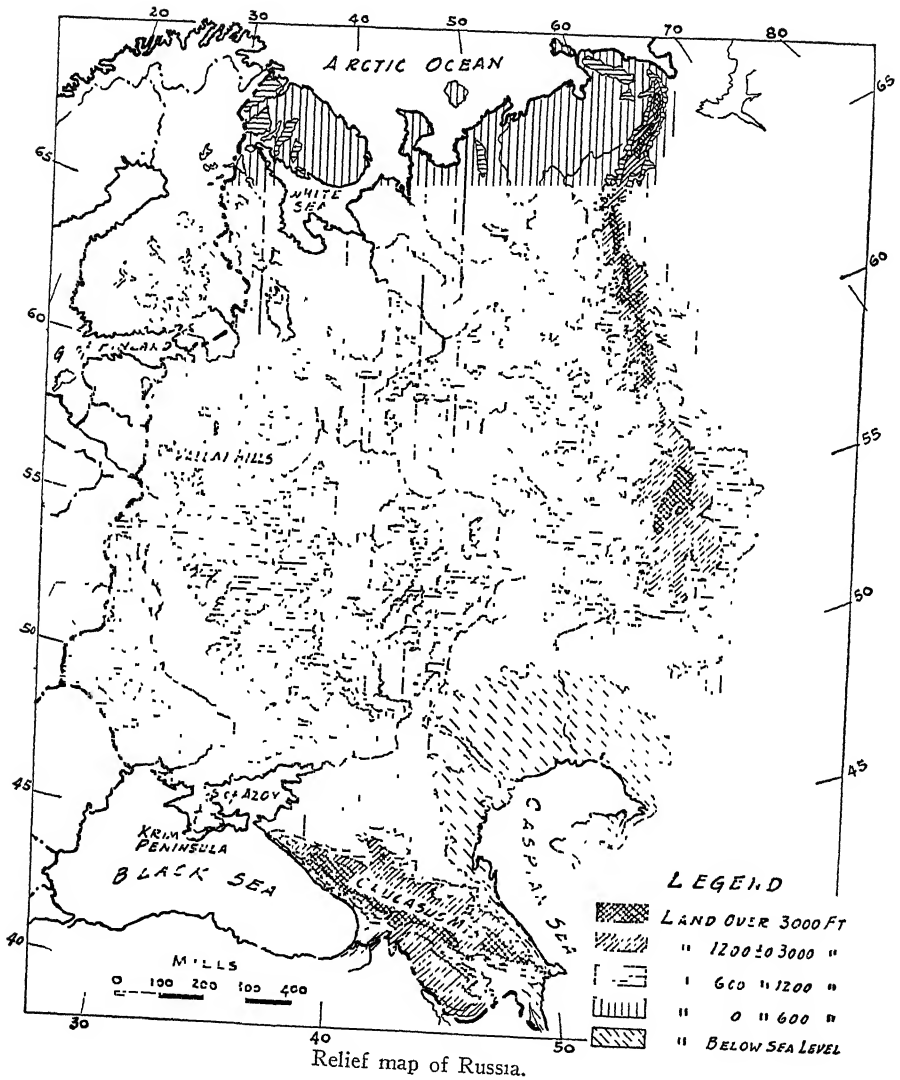 20 30 40 50 60 70 80
ARCTIC OCEAN
65
65
WHITE
SEA
60
60
G FINLAND
55
VALDAI HILLS
55
50
50
45
45
S OF AZOV
KRIM
PENINSULA
BLACK SEA
CAUCASUS M
CASPIAN SEA
40
MILLS
0 100 200 300 400
30 40 50
LEGEND
LAND OVER 3000 FT
" 1200 to 3000 "
" 600 " 1200 "
" 0 " 600 "
" BELOW SEA LEVEL
Relief map of Russia.